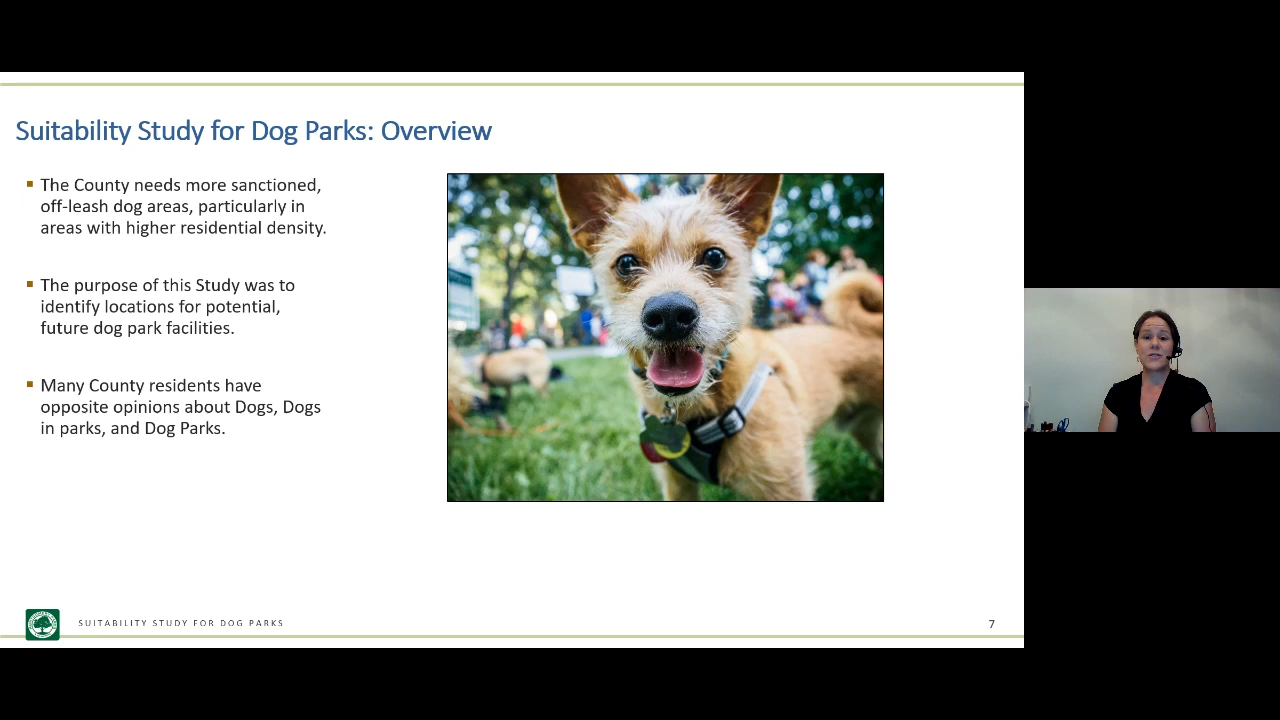 Suitability Study for Dog Parks: Overview
The County needs more sanctioned,
off-leash dog areas, particularly in
areas with higher residential density.
The purpose of this Study was to
identify locations for potential,
future dog park facilities.
Many County residents have
opposite opinions about Dogs, Dogs
in parks, and Dog Parks.
SUITABILITY STUDY FOR DOG PARKS
7